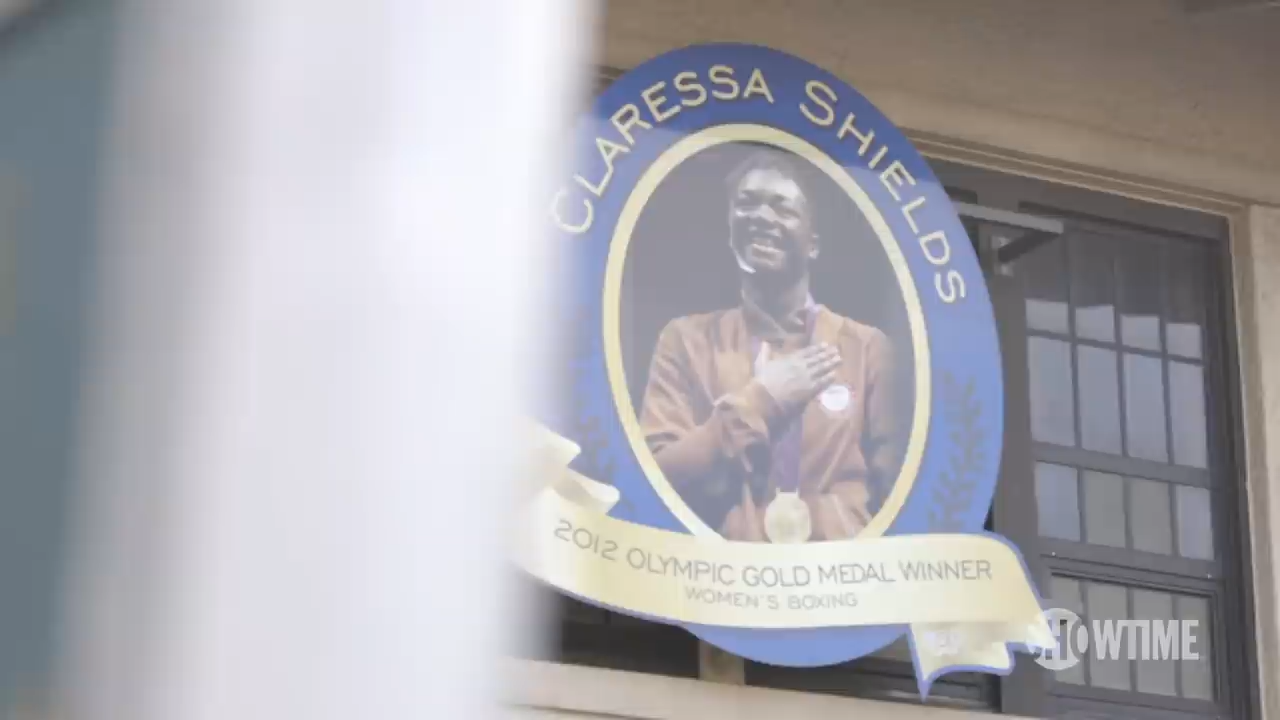 CLARESSA SHIELDS
2012 OLYMPIC GOLD MEDAL WINNER
WOMEN'S BOXING
SHOWTIME